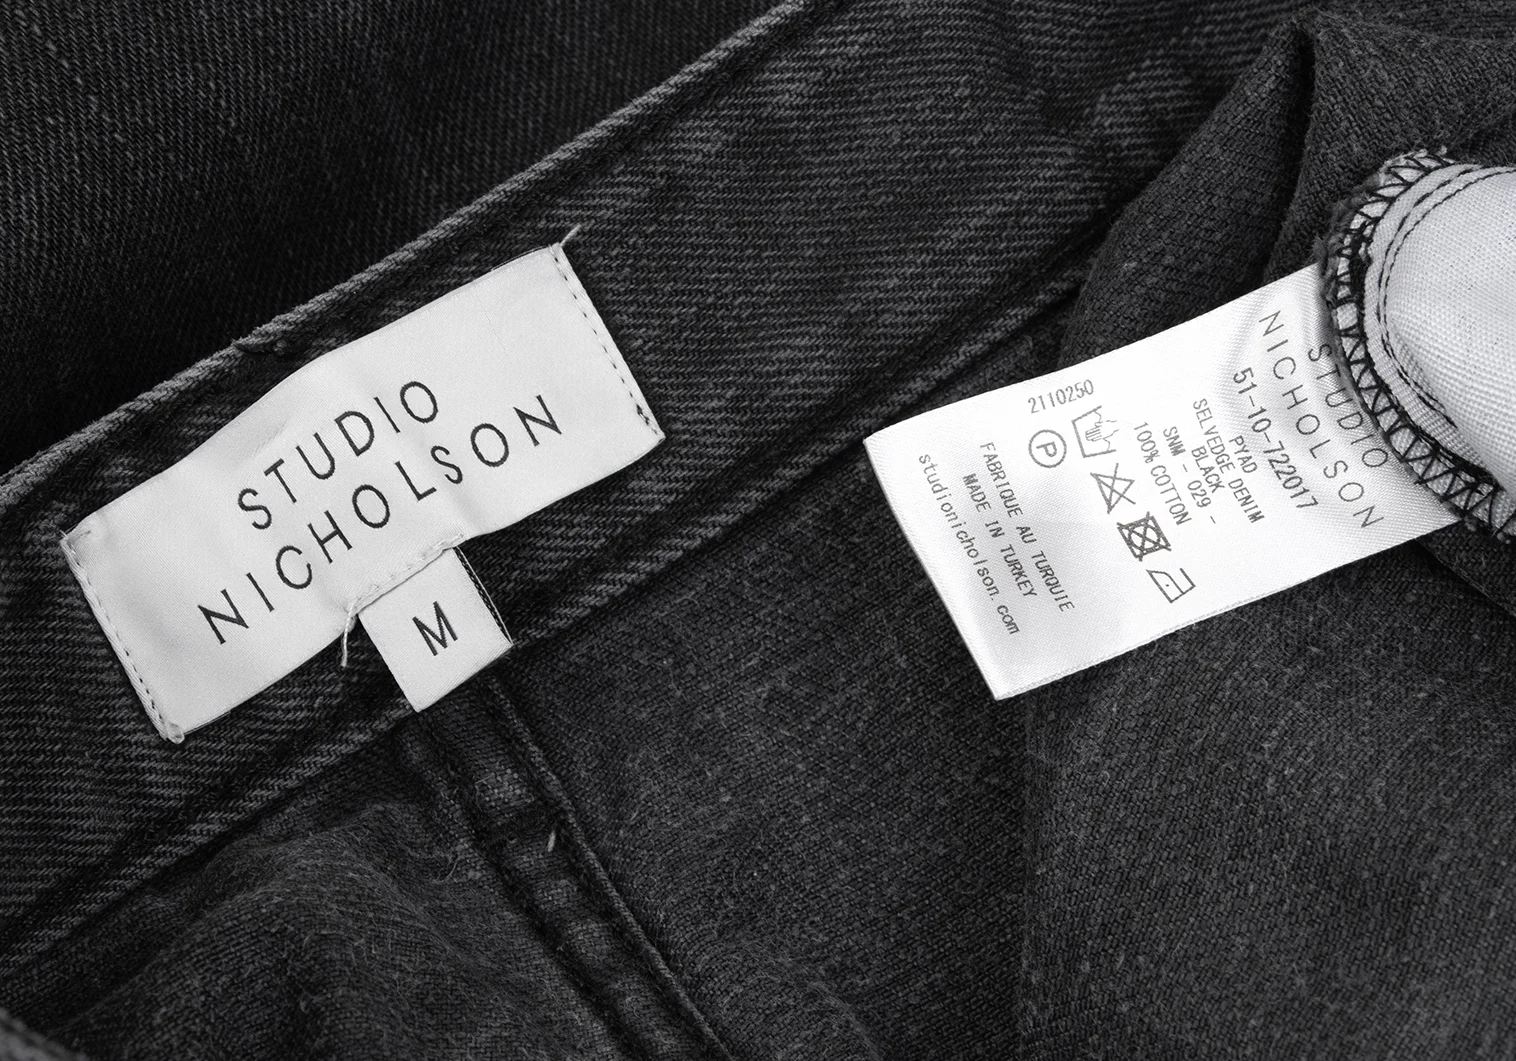 STUDIO
NICHOLSON
M
STUDIO
NICHOLSON
51-10-722017
PYAD DENIM
SELVEDGE
BLACK
SNM - 029 -
100% COTTON
2110250
P
FABRIQUE AU TURQUIE
MADE IN TURKEY
studionicholson.com